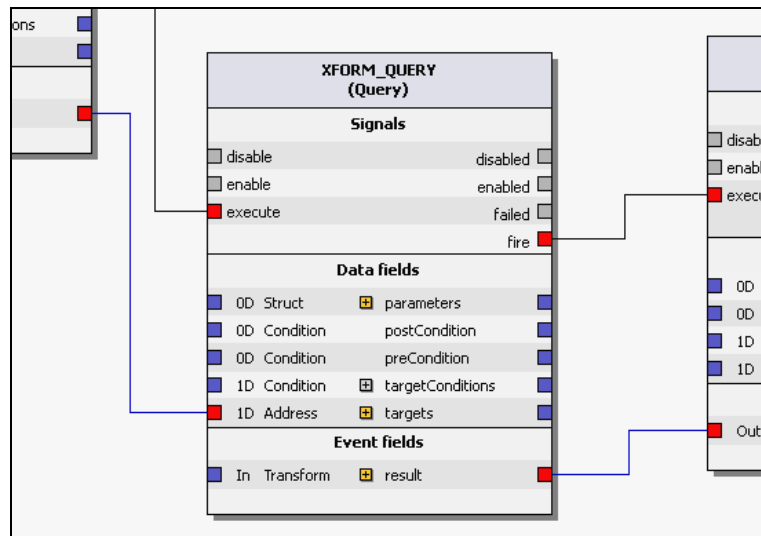 ons
XFORM_QUERY
(Query)
Signals
disable disabled
enable enabled
execute failed
fire
Data fields
0D Struct parameters
0D Condition postCondition
0D Condition preCondition
1D Condition targetConditions
1D Address targets
Event fields
In Transform result
disab
enabl
execu
0D
0D
1D
1D
Out